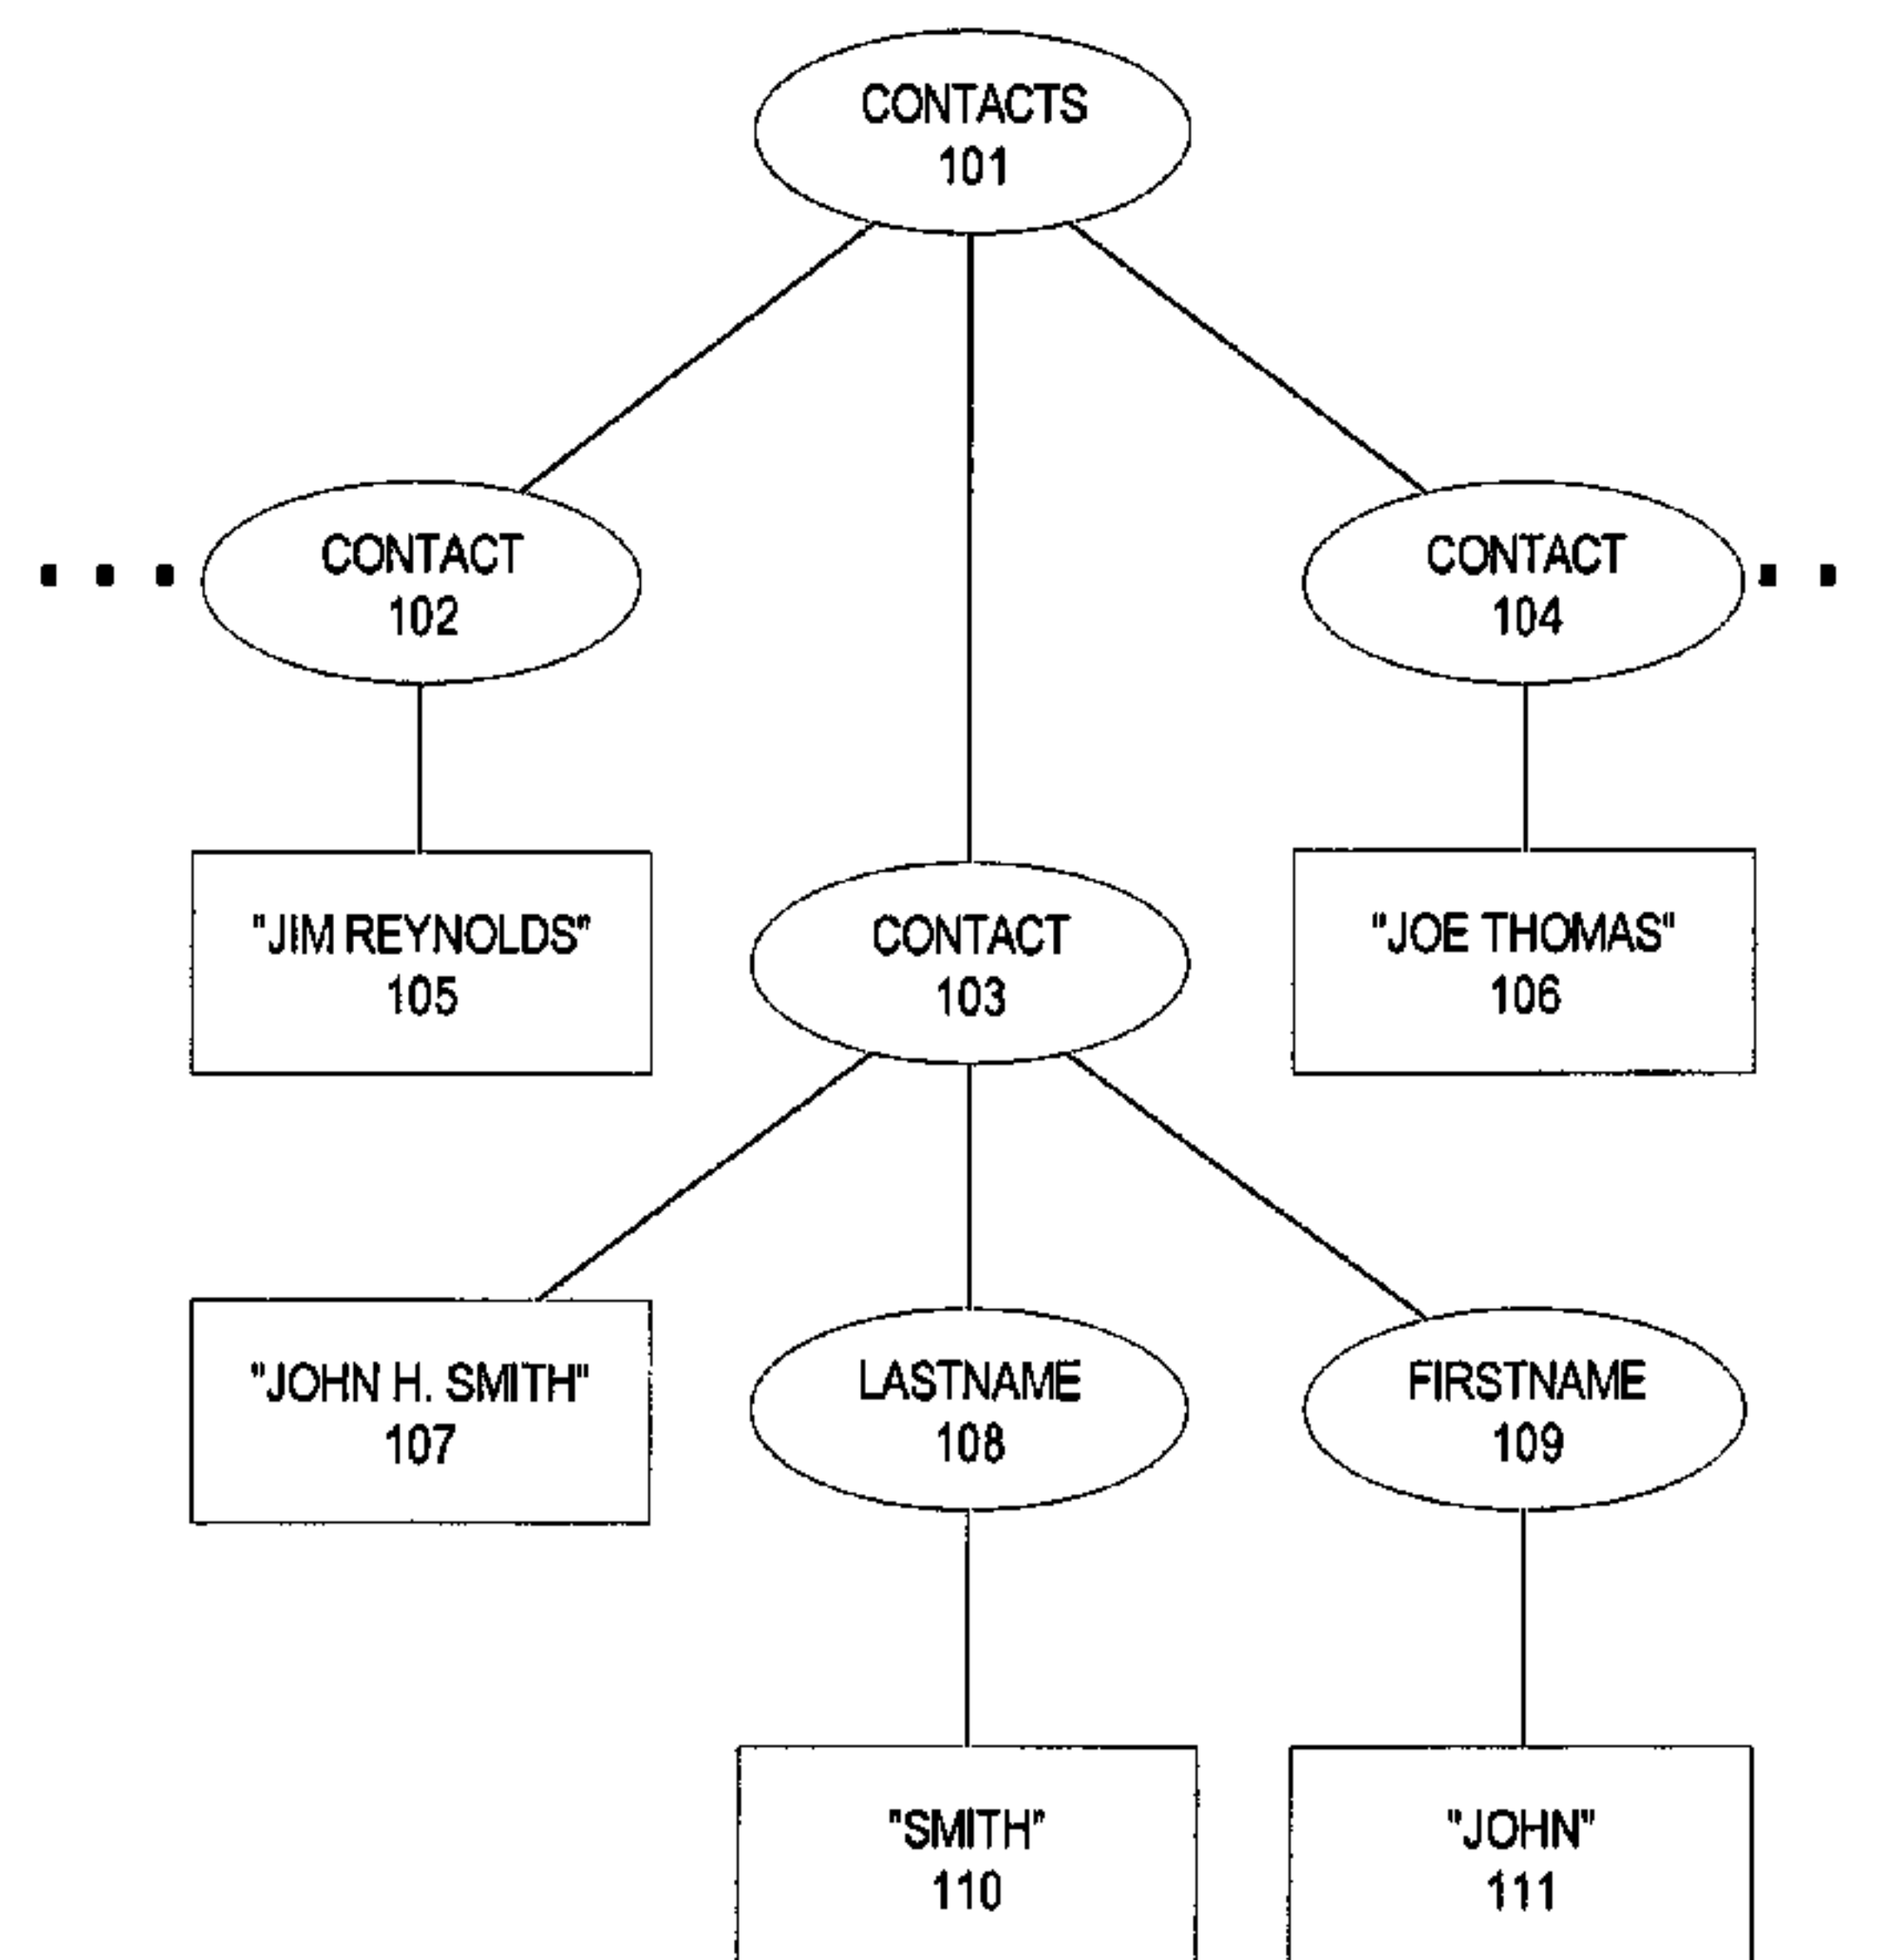 CONTACTS
101
CONTACT
102
CONTACT
104
"JIM REYNOLDS"
105
CONTACT
103
"JOE THOMAS"
106
"JOHN H. SMITH"
107
LASTNAME
108
FIRSTNAME
109
"SMITH"
110
"JOHN"
111